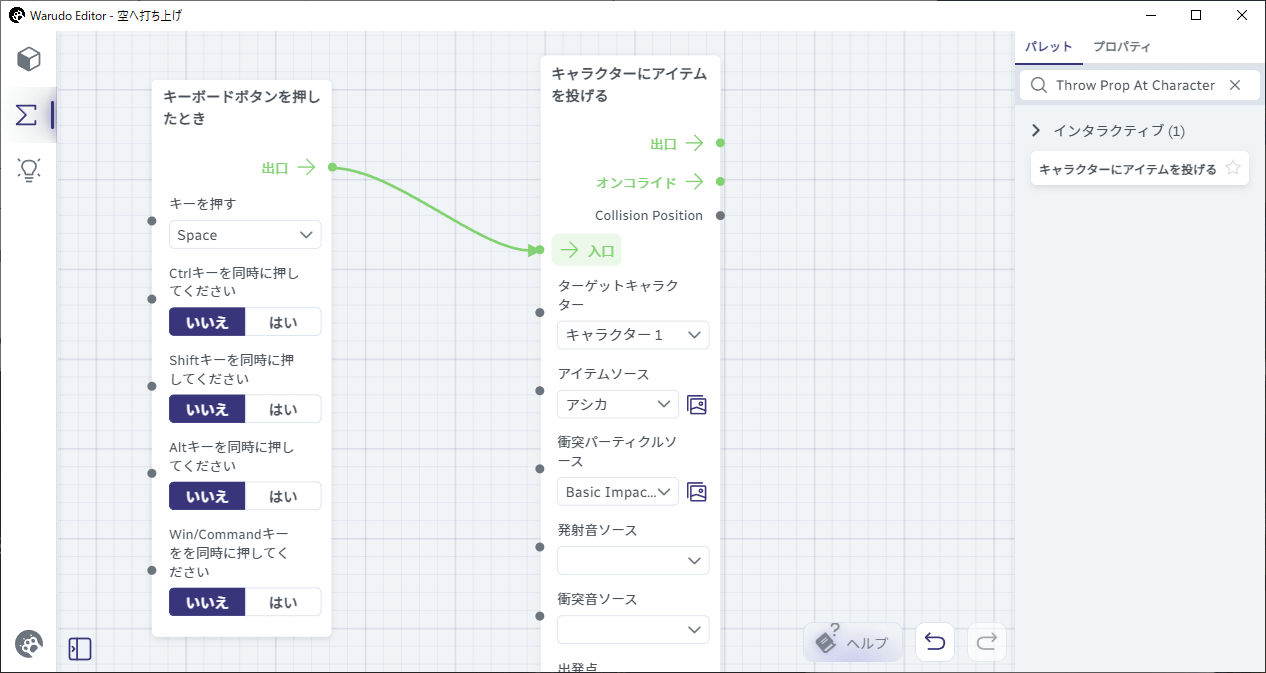 Warudo Editor - 空へ打ち上げ
キーボードボタンを押し
たとき
出口
キーを押す
Space
Ctrlキーを同時に押し
てください
いいえ はい
Shiftキーを同時に押
してください
いいえ はい
Altキーを同時に押し
てください
いいえ はい
Win/Commandキー
をを同時に押してく
ださい
いいえ はい
キャラクターにアイテム
を投げる
出口
オンコライド
Collision Position
入口
ターゲットキャラク
ター
キャラクター 1
アイテムソース
アシカ
衝突パーティクルソ
ース
Basic Impac...
発射音ソース
衝突音ソース
出発点
パレット プロパティ
Throw Prop At Character
インタラクティブ (1)
キャラクターにアイテムを投げる
? ヘルプ